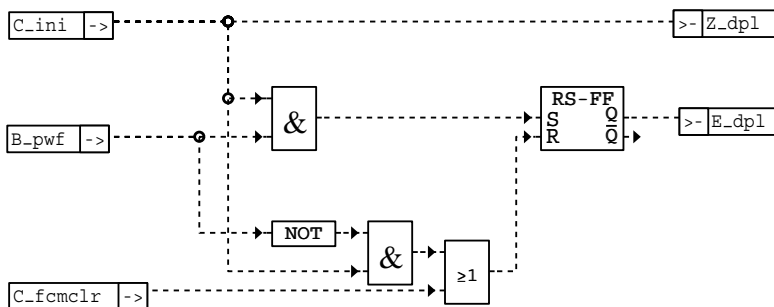 C_ini ->
>- Z_dpl
RS-FF
S Q
R Q̅
&
B_pwf ->
>- E_dpl
NOT
&
≥1
C_fcmclr ->